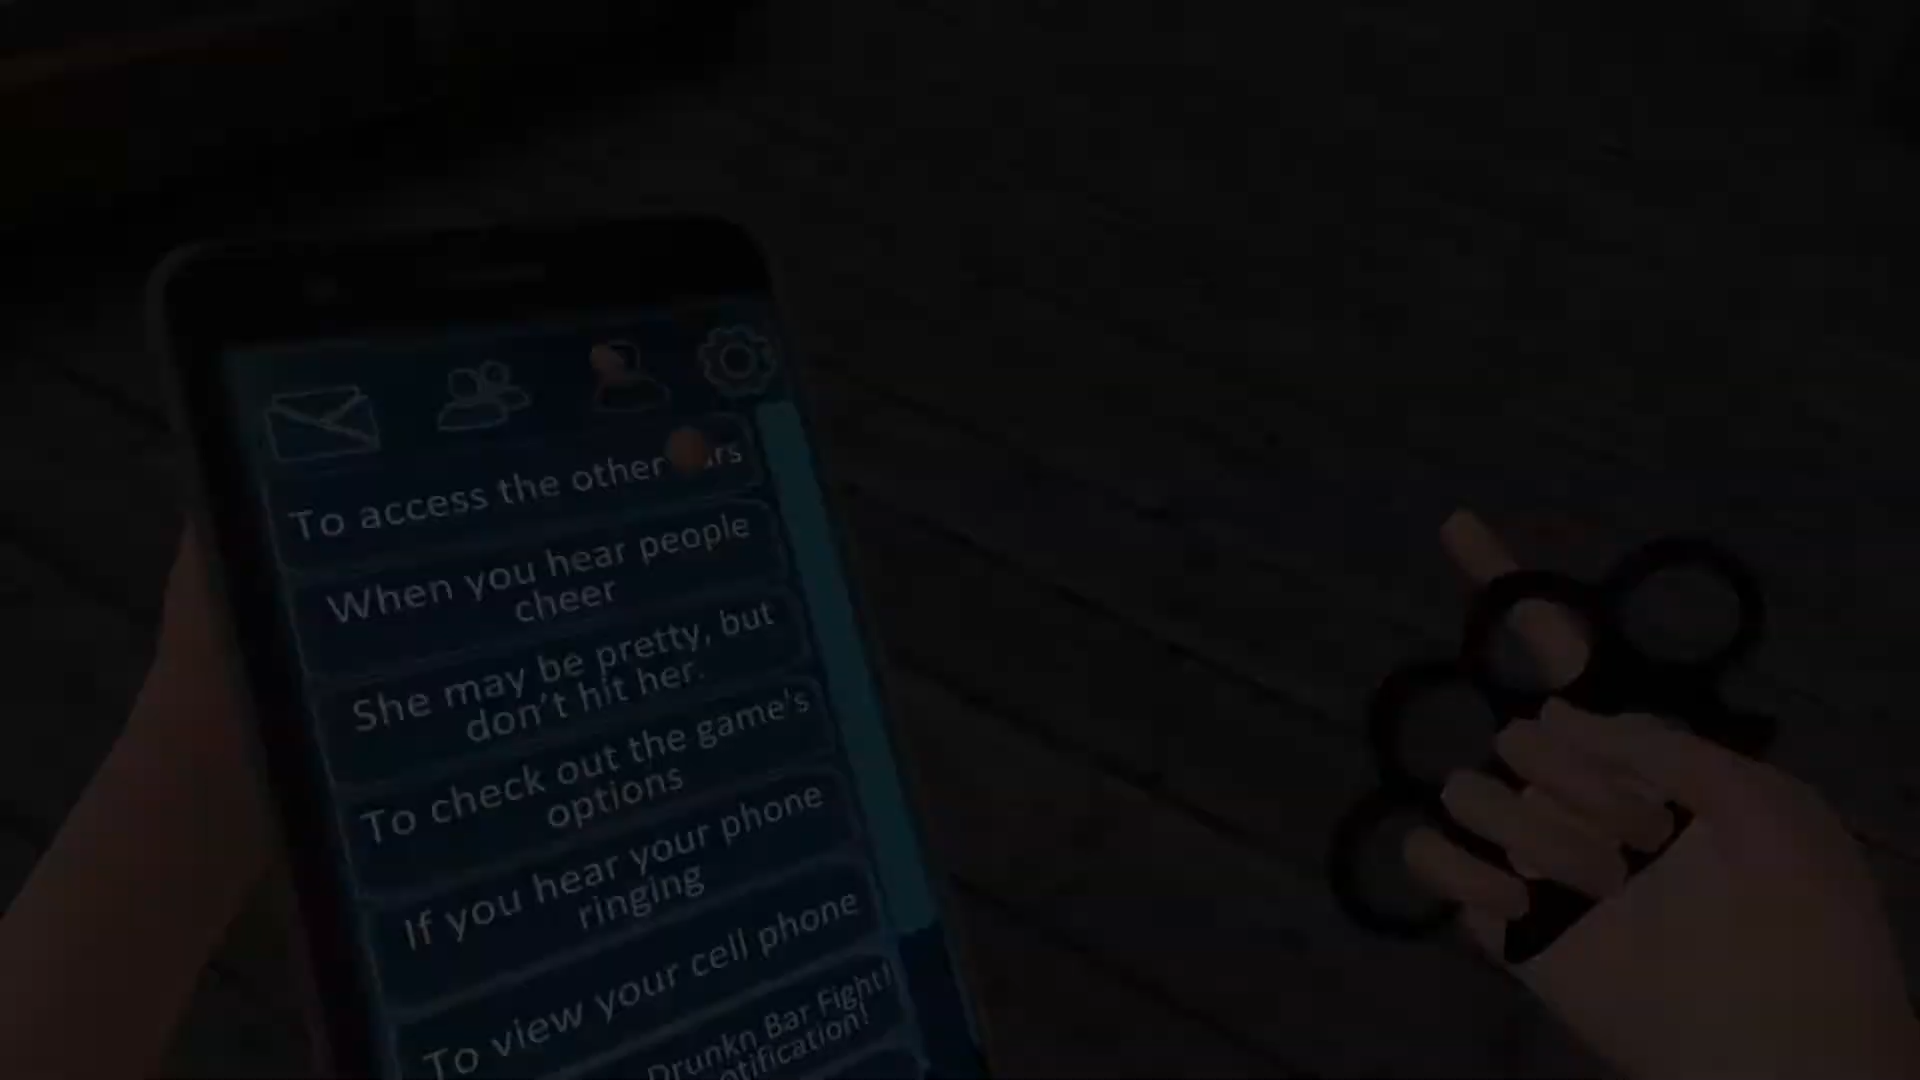 To access the other
When you hear people
cheer
She may be pretty, but
don't hit her.
To check out the game's
options
If you hear your phone
ringing
To view your cell phone
Drunkn Bar Fight!